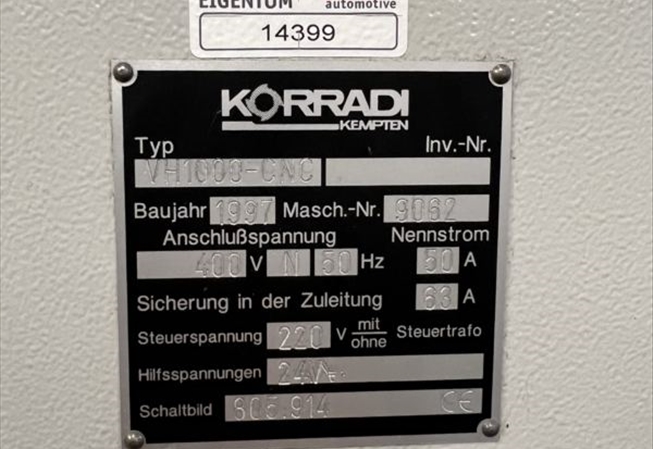 EIGENTUM automotive
14399
KORRADI
KEMPTEN
Typ Inv.-Nr.
VH1000-CNC
Baujahr 1997 Masch.-Nr. 9062
Anschlußspannung Nennstrom
400 V N 50 Hz 50 A
Sicherung in der Zuleitung 63 A
Steuerspannung 220 V mit/ohne Steuertrafo
Hilfsspannungen 24V
Schaltbild 605.914 CE